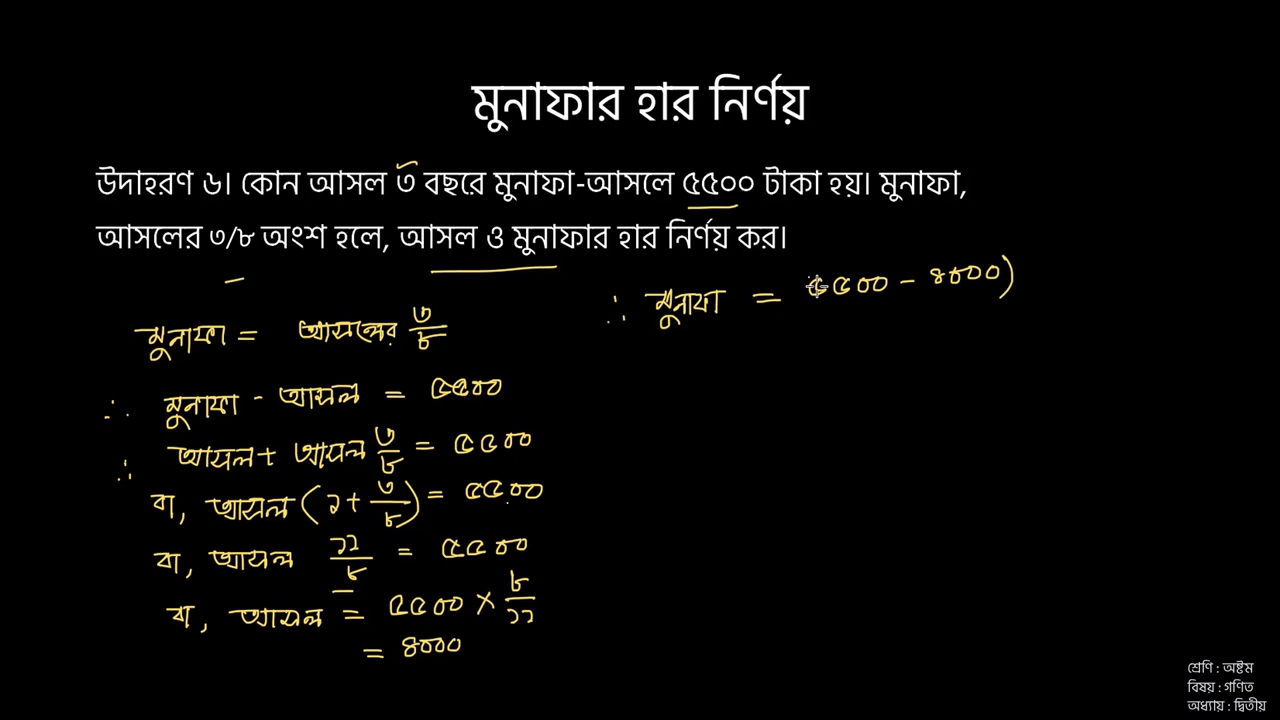 মুনাফার হার নির্ণয়
উদাহরণ ৬। কোন আসল ৩ বছরে মুনাফা-আসলে ৫৫০০ টাকা হয়। মুনাফা,
আসলের ৩/৮ অংশ হলে, আসল ও মুনাফার হার নির্ণয় কর।
মুনাফা = আসলের ৩/৮
∴ মুনাফা - আসল = ৫৫০০
∴ আসল + আসল ৩/৮ = ৫৫০০
বা, আসল (১ + ৩/৮) = ৫৫০০
বা, আসল ১১/৮ = ৫৫০০
বা, আসল = ৫৫০০ × ৮/১১
= ৪০০০
∴ মুনাফা = ৫৫০০ - ৪০০০)
শ্রেণি : অষ্টম
বিষয় : গণিত
অধ্যায় : দ্বিতীয়